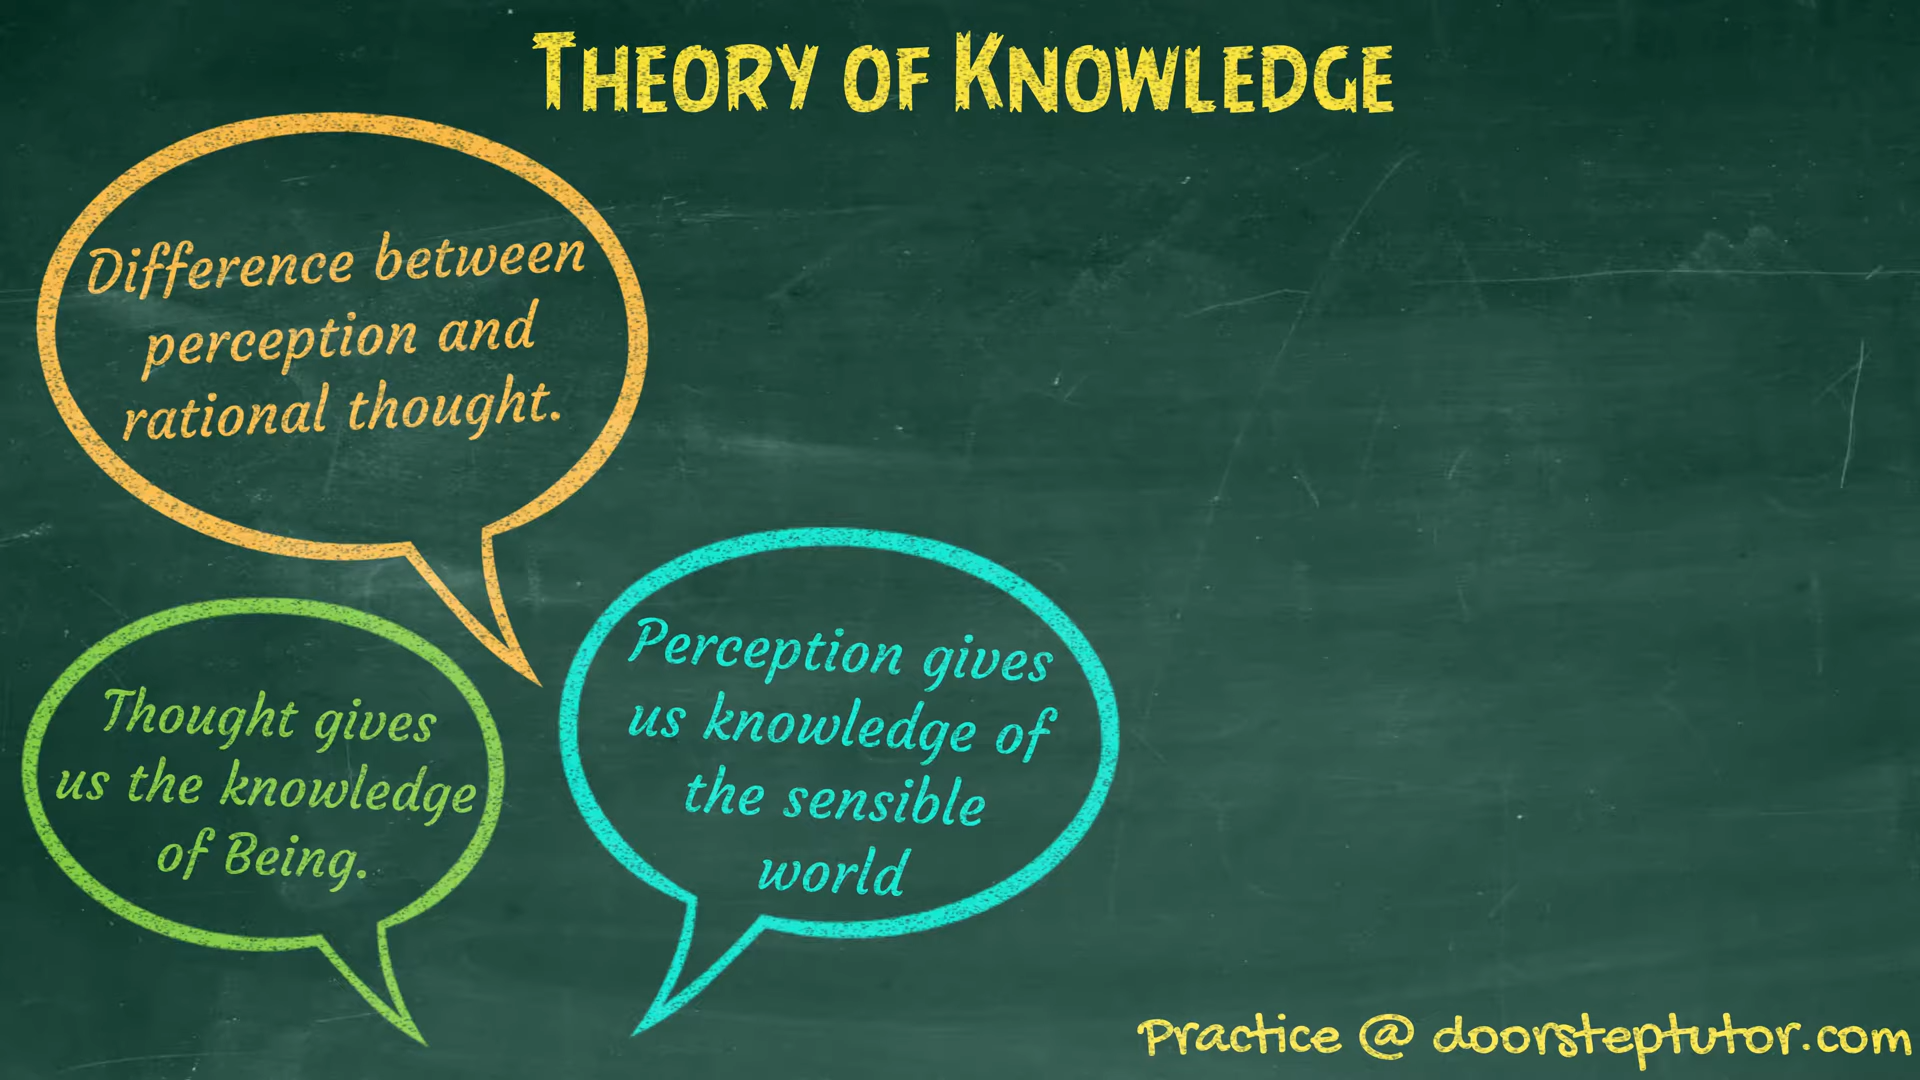 Theory of Knowledge
Difference between
perception and
rational thought.
Thought gives
us the knowledge
of Being.
Perception gives
us knowledge of
the sensible
world
Practice @ doorsteptutor.com